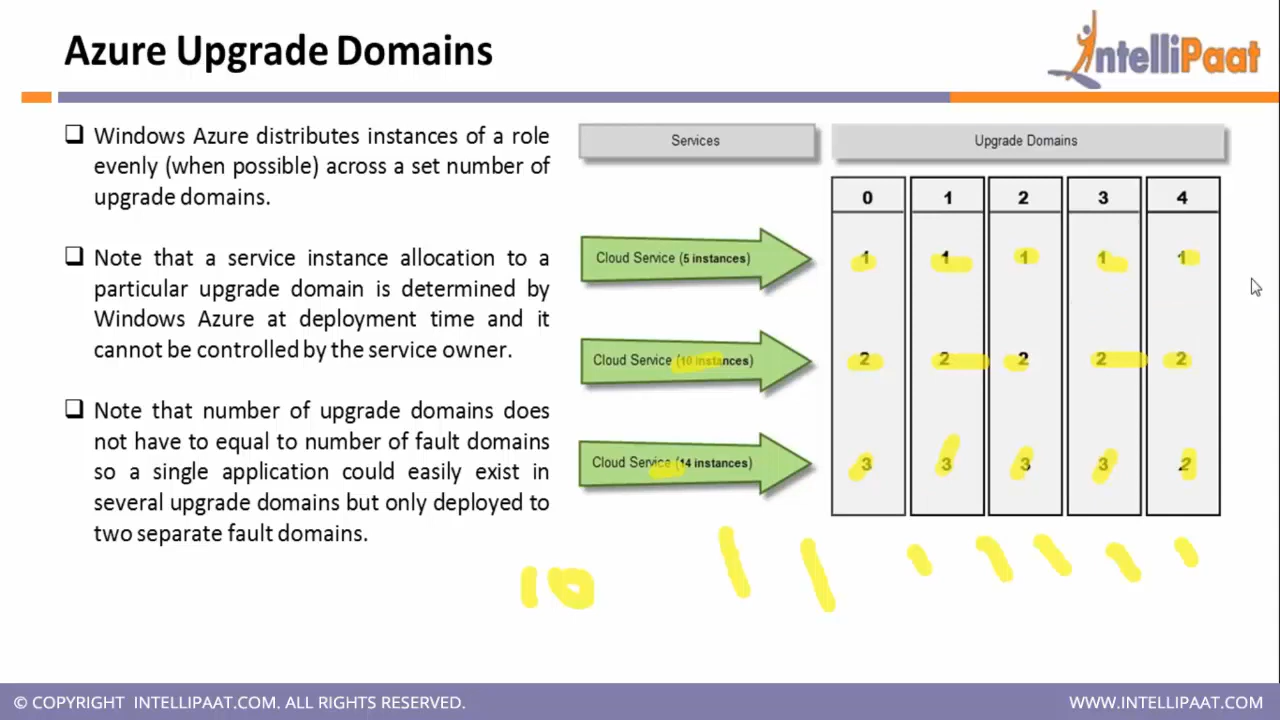 Azure Upgrade Domains
IntelliPaat
Windows Azure distributes instances of a role
evenly (when possible) across a set number of
upgrade domains.
Note that a service instance allocation to a
particular upgrade domain is determined by
Windows Azure at deployment time and it
cannot be controlled by the service owner.
Note that number of upgrade domains does
not have to equal to number of fault domains
so a single application could easily exist in
several upgrade domains but only deployed to
two separate fault domains.
Services Upgrade Domains
0 1 2 3 4
Cloud Service (5 instances) 1 1 1 1 1
Cloud Service (10 instances) 2 2 2 2 2
Cloud Service (14 instances) 3 3 3 3 2
10
© COPYRIGHT INTELLIPAAT.COM. ALL RIGHTS RESERVED. WWW.INTELLIPAAT.COM